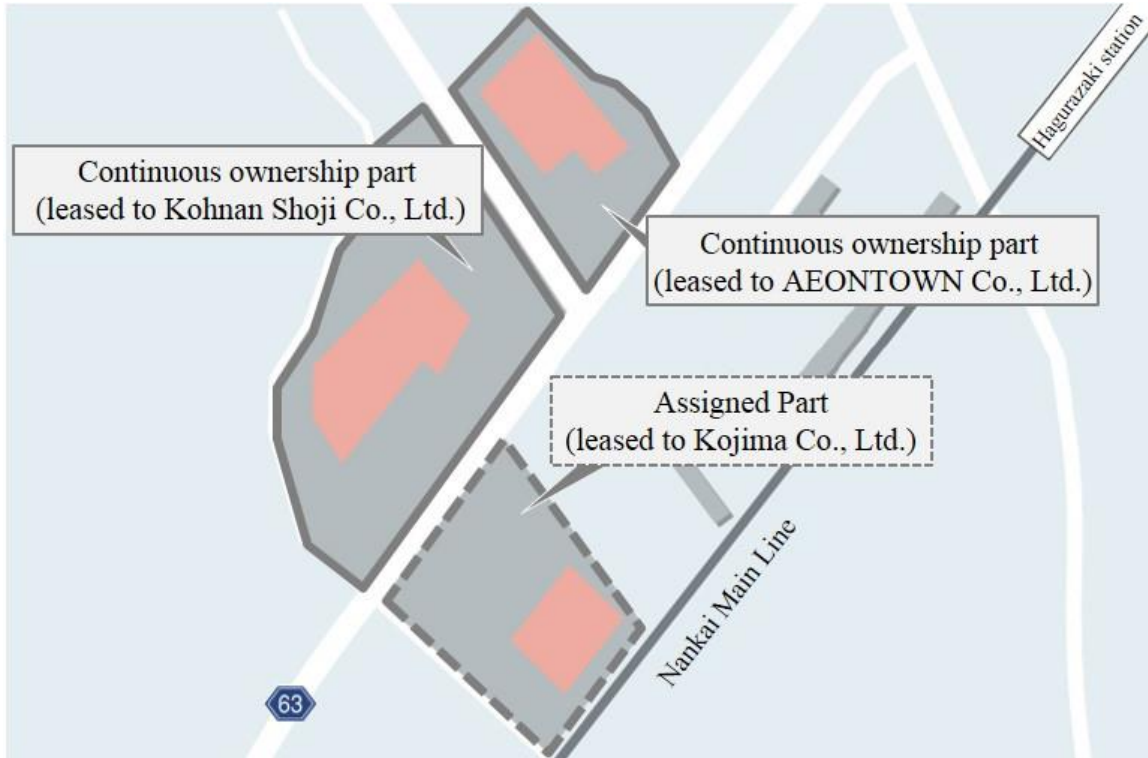 Hagurazaki station
Continuous ownership part
(leased to Kohnan Shoji Co., Ltd.)
Continuous ownership part
(leased to AEONTOWN Co., Ltd.)
Assigned Part
(leased to Kojima Co., Ltd.)
Nankai Main Line
63